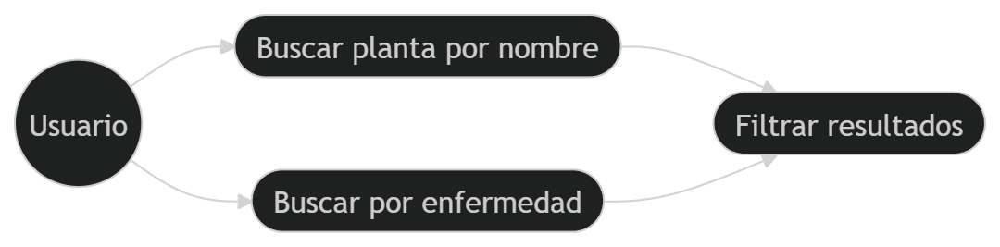 Usuario
Buscar planta por nombre
Buscar por enfermedad
Filtrar resultados